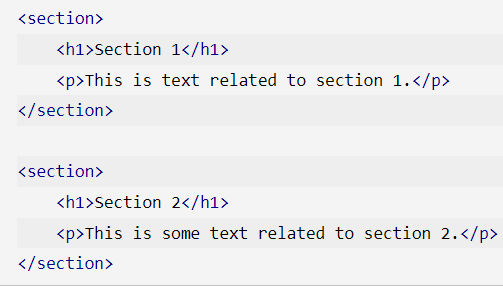 <section>
<h1>Section 1</h1>
<p>This is text related to section 1.</p>
</section>
<section>
<h1>Section 2</h1>
<p>This is some text related to section 2.</p>
</section>